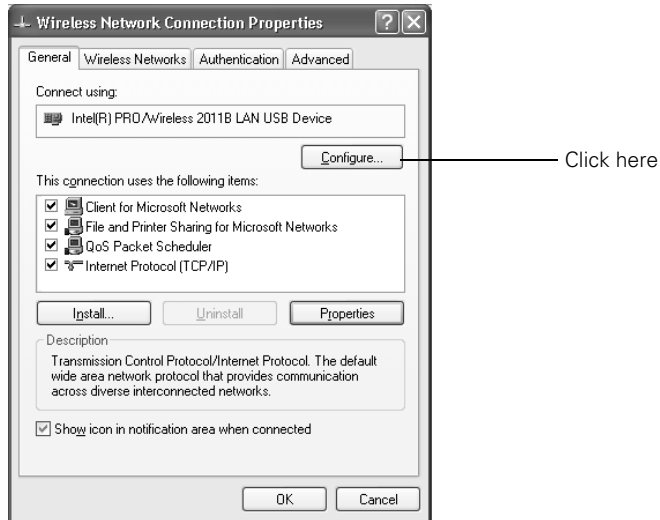 Wireless Network Connection Properties
General Wireless Networks Authentication Advanced
Connect using:
Intel(R) PRO/Wireless 2011B LAN USB Device
Configure...
Click here
This connection uses the following items:
Client for Microsoft Networks
File and Printer Sharing for Microsoft Networks
QoS Packet Scheduler
Internet Protocol (TCP/IP)
Install... Uninstall Properties
Description
Transmission Control Protocol/Internet Protocol. The default
wide area network protocol that provides communication
across diverse interconnected networks.
Show icon in notification area when connected
OK Cancel